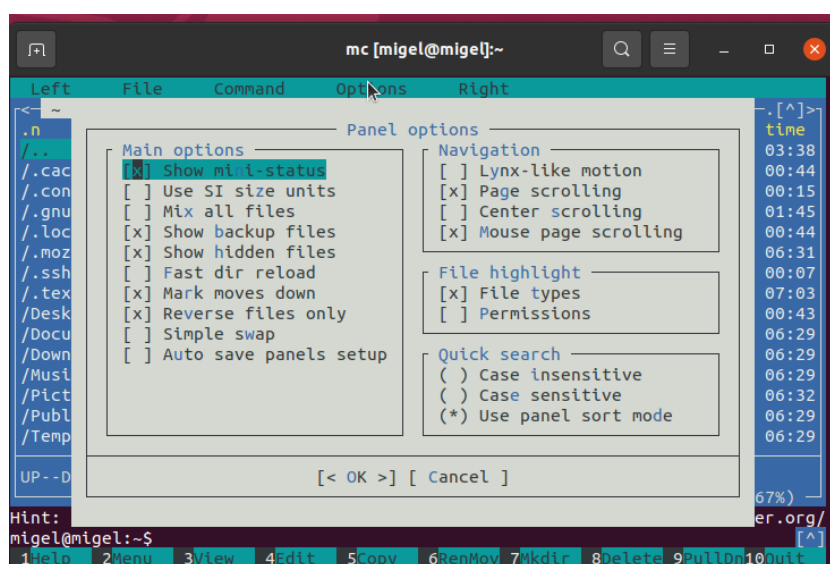 mc [migel@migel]:~
Left File Command Options Right
<— ~ .[^]>
.n time
/.. 03:38
/.cac 00:44
/.con 00:15
/.gnu 01:45
/.loc 00:44
/.moz 06:31
/.ssh 00:07
/.tex 07:03
/Desk 00:43
/Docu 06:29
/Down 06:29
/Musi 06:29
/Pict 06:32
/Publ 06:29
/Temp 06:29
UP--D
67%)
Panel options
Main options
[x] Show mini-status
[ ] Use SI size units
[ ] Mix all files
[x] Show backup files
[x] Show hidden files
[ ] Fast dir reload
[x] Mark moves down
[x] Reverse files only
[ ] Simple swap
[ ] Auto save panels setup
Navigation
[ ] Lynx-like motion
[x] Page scrolling
[ ] Center scrolling
[x] Mouse page scrolling
File highlight
[x] File types
[ ] Permissions
Quick search
( ) Case insensitive
( ) Case sensitive
(*) Use panel sort mode
[< OK >] [ Cancel ]
Hint: er.org/
migel@migel:~$ [^]
1Help 2Menu 3View 4Edit 5Copy 6RenMov 7Mkdir 8Delete 9PullDn 10Quit